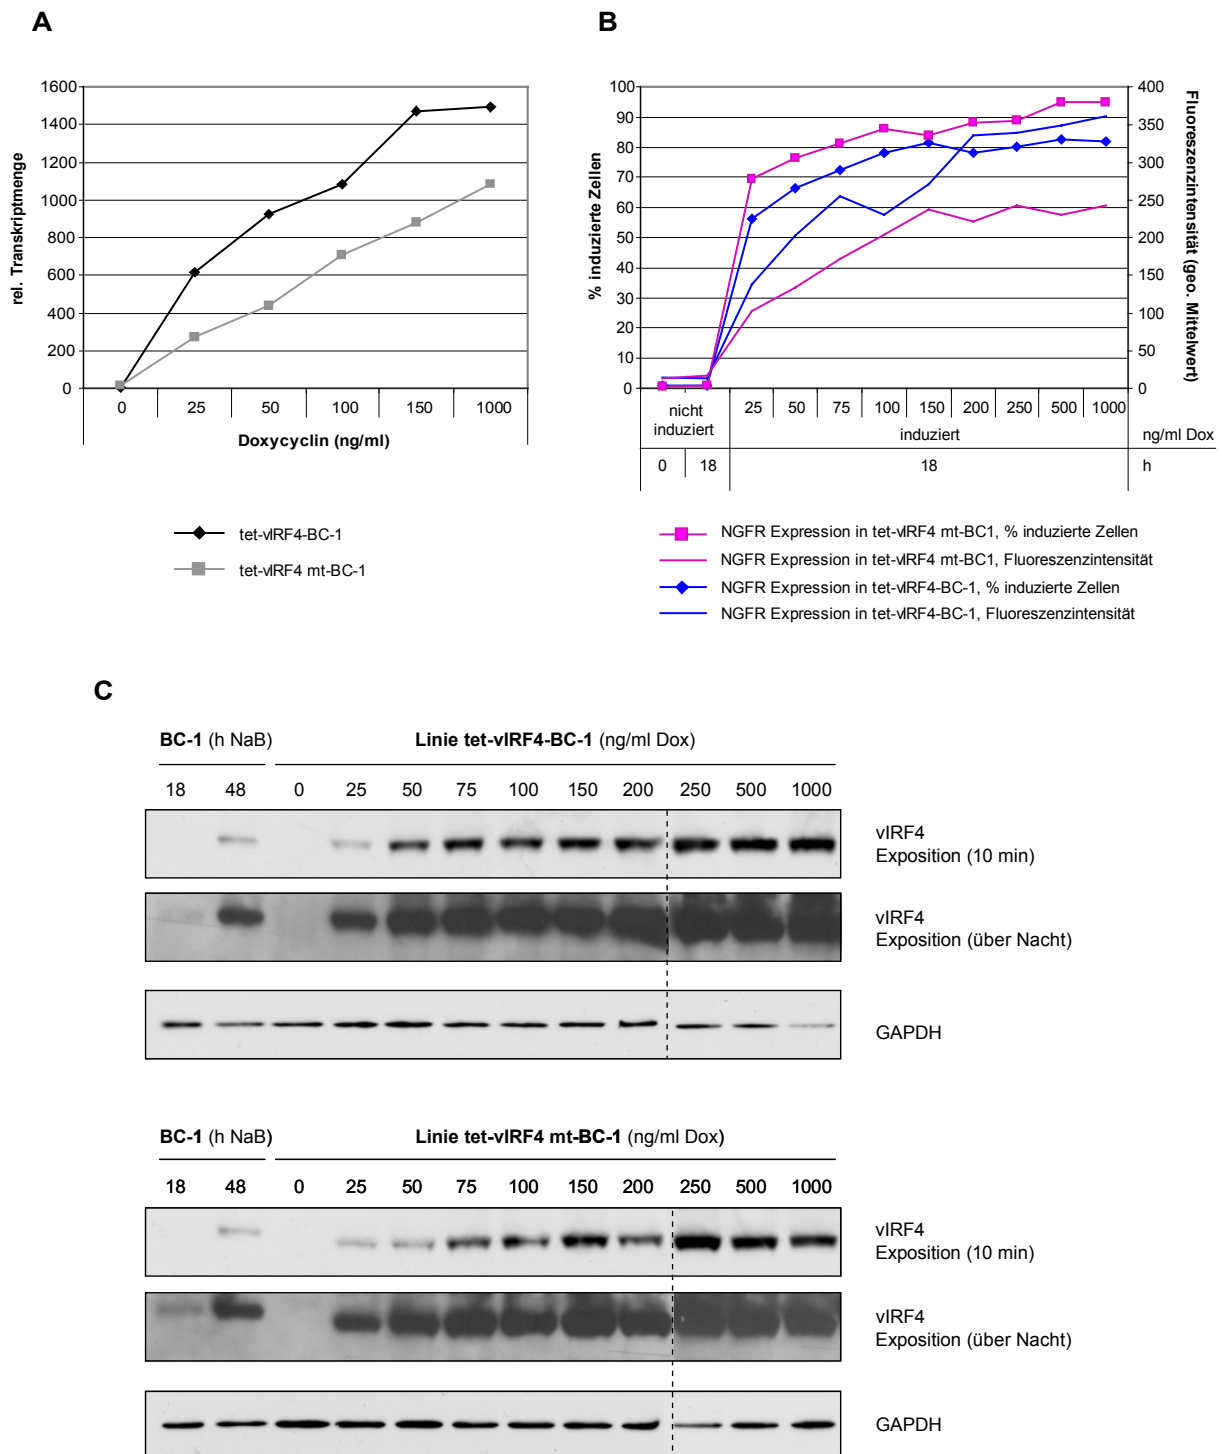 A
B
1600
1400
1200
1000
800
600
400
200
0
rel. Transkriptmenge
0 25 50 100 150 1000
Doxycyclin (ng/ml)
tet-vIRF4-BC-1
tet-vIRF4 mt-BC-1
100
90
80
70
60
50
40
30
20
10
0
% induzierte Zellen
400
350
300
250
200
150
100
50
0
Fluoreszenzintensität (geo. Mittelwert)
25 50 75 100 150 200 250 500 1000
nicht
induziert
induziert
ng/ml Dox
0 18 18 h
NGFR Expression in tet-vIRF4 mt-BC1, % induzierte Zellen
NGFR Expression in tet-vIRF4 mt-BC1, Fluoreszenzintensität
NGFR Expression in tet-vIRF4-BC-1, % induzierte Zellen
NGFR Expression in tet-vIRF4-BC-1, Fluoreszenzintensität
C
BC-1 (h NaB) Linie tet-vIRF4-BC-1 (ng/ml Dox)
18 48 0 25 50 75 100 150 200 250 500 1000
vIRF4
Exposition (10 min)
vIRF4
Exposition (über Nacht)
GAPDH
BC-1 (h NaB) Linie tet-vIRF4 mt-BC-1 (ng/ml Dox)
18 48 0 25 50 75 100 150 200 250 500 1000
vIRF4
Exposition (10 min)
vIRF4
Exposition (über Nacht)
GAPDH